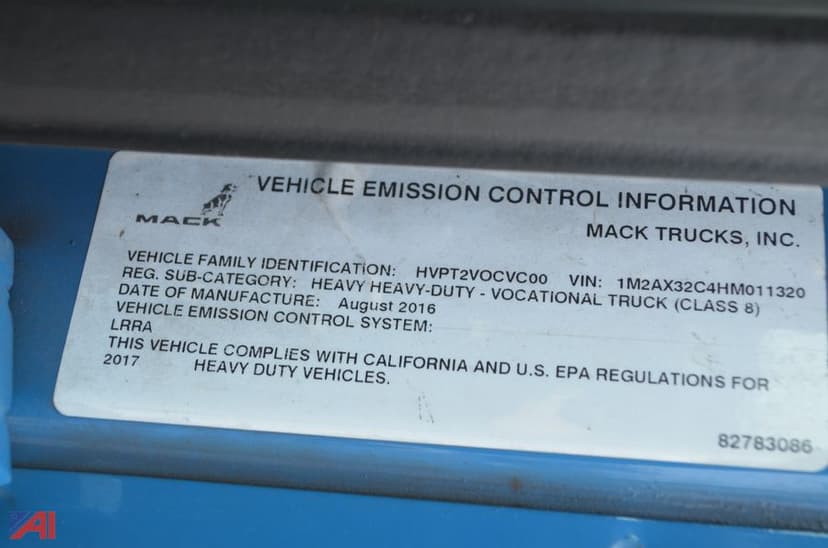 VEHICLE EMISSION CONTROL INFORMATION
MACK
MACK TRUCKS, INC.
VEHICLE FAMILY IDENTIFICATION: HVPT2VOCVC00 VIN: 1M2AX32C4HM011320
REG. SUB-CATEGORY: HEAVY HEAVY-DUTY - VOCATIONAL TRUCK (CLASS 8)
DATE OF MANUFACTURE: August 2016
VEHICLE EMISSION CONTROL SYSTEM:
LRRA
THIS VEHICLE COMPLIES WITH CALIFORNIA AND U.S. EPA REGULATIONS FOR
2017 HEAVY DUTY VEHICLES.
82783086
AI